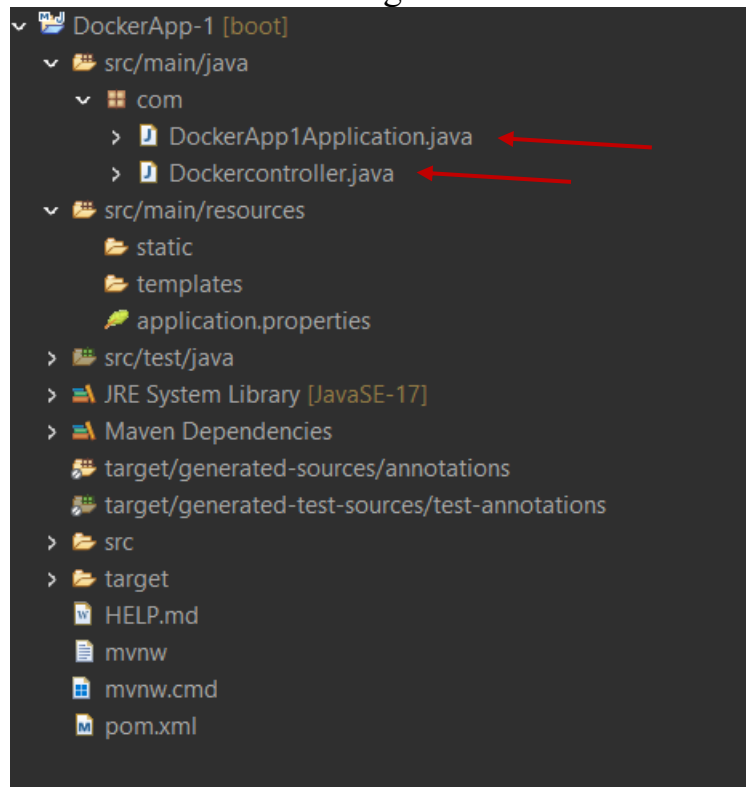 DockerApp-1 [boot]
src/main/java
com
DockerApp1Application.java
Dockercontroller.java
src/main/resources
static
templates
application.properties
src/test/java
JRE System Library [JavaSE-17]
Maven Dependencies
target/generated-sources/annotations
target/generated-test-sources/test-annotations
src
target
HELP.md
mvnw
mvnw.cmd
pom.xml